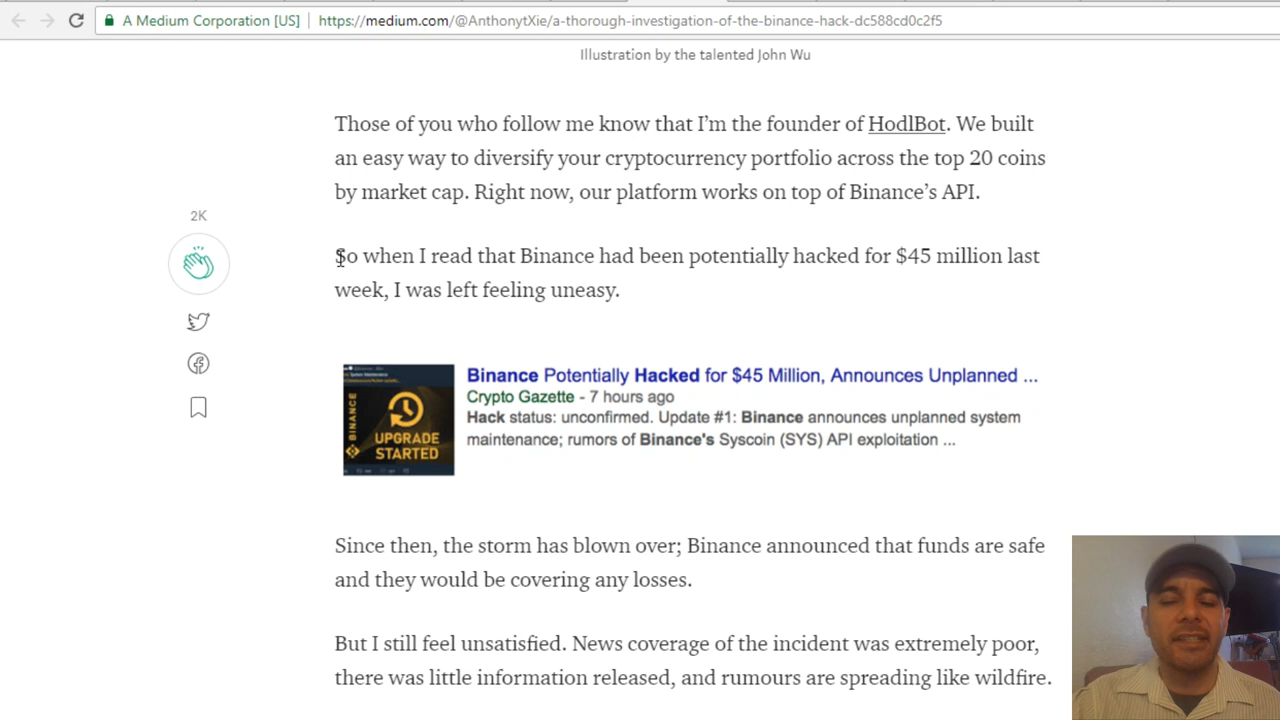 A Medium Corporation [US] | https://medium.com/@AnthonytXie/a-thorough-investigation-of-the-binance-hack-dc588cd0c2f5
Illustration by the talented John Wu
Those of you who follow me know that I'm the founder of HodlBot. We built
an easy way to diversify your cryptocurrency portfolio across the top 20 coins
by market cap. Right now, our platform works on top of Binance's API.
2K
So when I read that Binance had been potentially hacked for $45 million last
week, I was left feeling uneasy.
BINANCE
UPGRADE
STARTED
Binance Potentially Hacked for $45 Million, Announces Unplanned ...
Crypto Gazette - 7 hours ago
Hack status: unconfirmed. Update #1: Binance announces unplanned system
maintenance; rumors of Binance's Syscoin (SYS) API exploitation ...
Since then, the storm has blown over; Binance announced that funds are safe
and they would be covering any losses.
But I still feel unsatisfied. News coverage of the incident was extremely poor,
there was little information released, and rumours are spreading like wildfire.